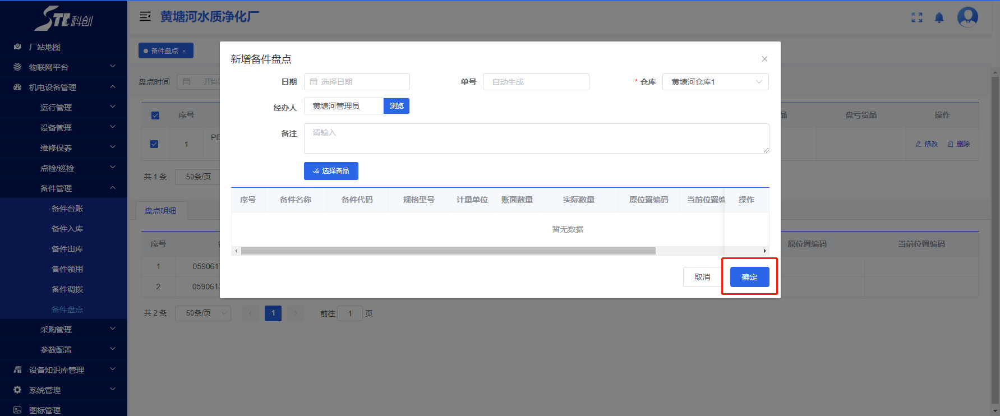 STC科创
黄塘河水质净化厂
厂站地图
物联网平台
机电设备管理
运行管理
设备管理
维修保养
点检/巡检
备件管理
备件台账
备件入库
备件出库
备件领用
备件调拨
备件盘点
采购管理
参数配置
设备知识库管理
系统管理
图标管理
备件盘点 ×
盘点时间 开始
序号 品 盘亏货品 操作
1 PD 修改 删除
共 1 条 50条/页
盘点明细
序号 原位置编码 当前位置编码
1 059061
2 059061
共 2 条 50条/页 < 1 > 前往 1 页
新增备件盘点
日期 选择日期 单号 自动生成 * 仓库 黄塘河仓库1
经办人 黄塘河管理员 浏览
备注 请输入
选择备品
序号 备件名称 备件代码 规格型号 计量单位 账面数量 实际数量 原位置编码 当前位置编 操作
暂无数据
取消 确定